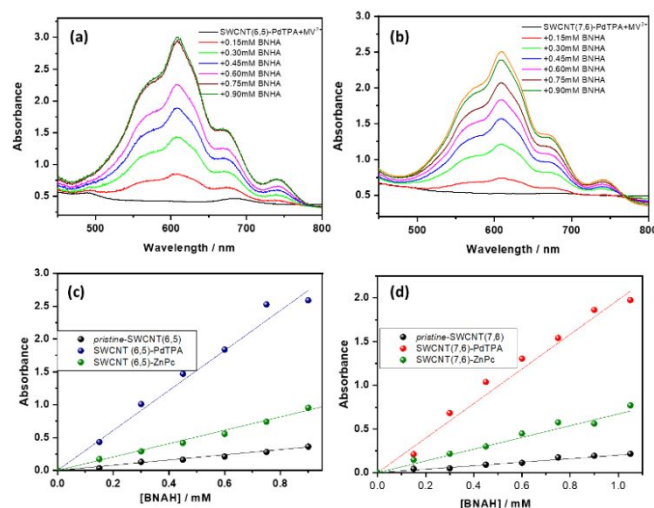 (a)
SWCNT(6,5)-PdTPA+MV²⁺
+0.15mM BNHA
+0.30mM BNHA
+0.45mM BNHA
+0.60mM BNHA
+0.75mM BNHA
+0.90mM BNHA
3.0
2.5
2.0
1.5
1.0
0.5
Absorbance
500 600 700 800
Wavelength / nm
(b)
SWCNT(7,6)-PdTPA+MV²⁺
+0.15mM BNHA
+0.30mM BNHA
+0.45mM BNHA
+0.60mM BNHA
+0.75mM BNHA
+0.90mM BNHA
3.0
2.5
2.0
1.5
1.0
0.5
0.0
Absorbance
500 600 700 800
Wavelength / nm
(c)
pristine-SWCNT(6,5)
SWCNT (6,5)-PdTPA
SWCNT (6,5)-ZnPc
3.0
2.5
2.0
1.5
1.0
0.5
0.0
Absorbance
0.0 0.2 0.4 0.6 0.8
[BNAH] / mM
(d)
pristine-SWCNT(7,6)
SWCNT(7,6)-PdTPA
SWCNT(7,6)-ZnPc
2.0
1.5
1.0
0.5
0.0
Absorbance
0.0 0.2 0.4 0.6 0.8 1.0
[BNAH] / mM